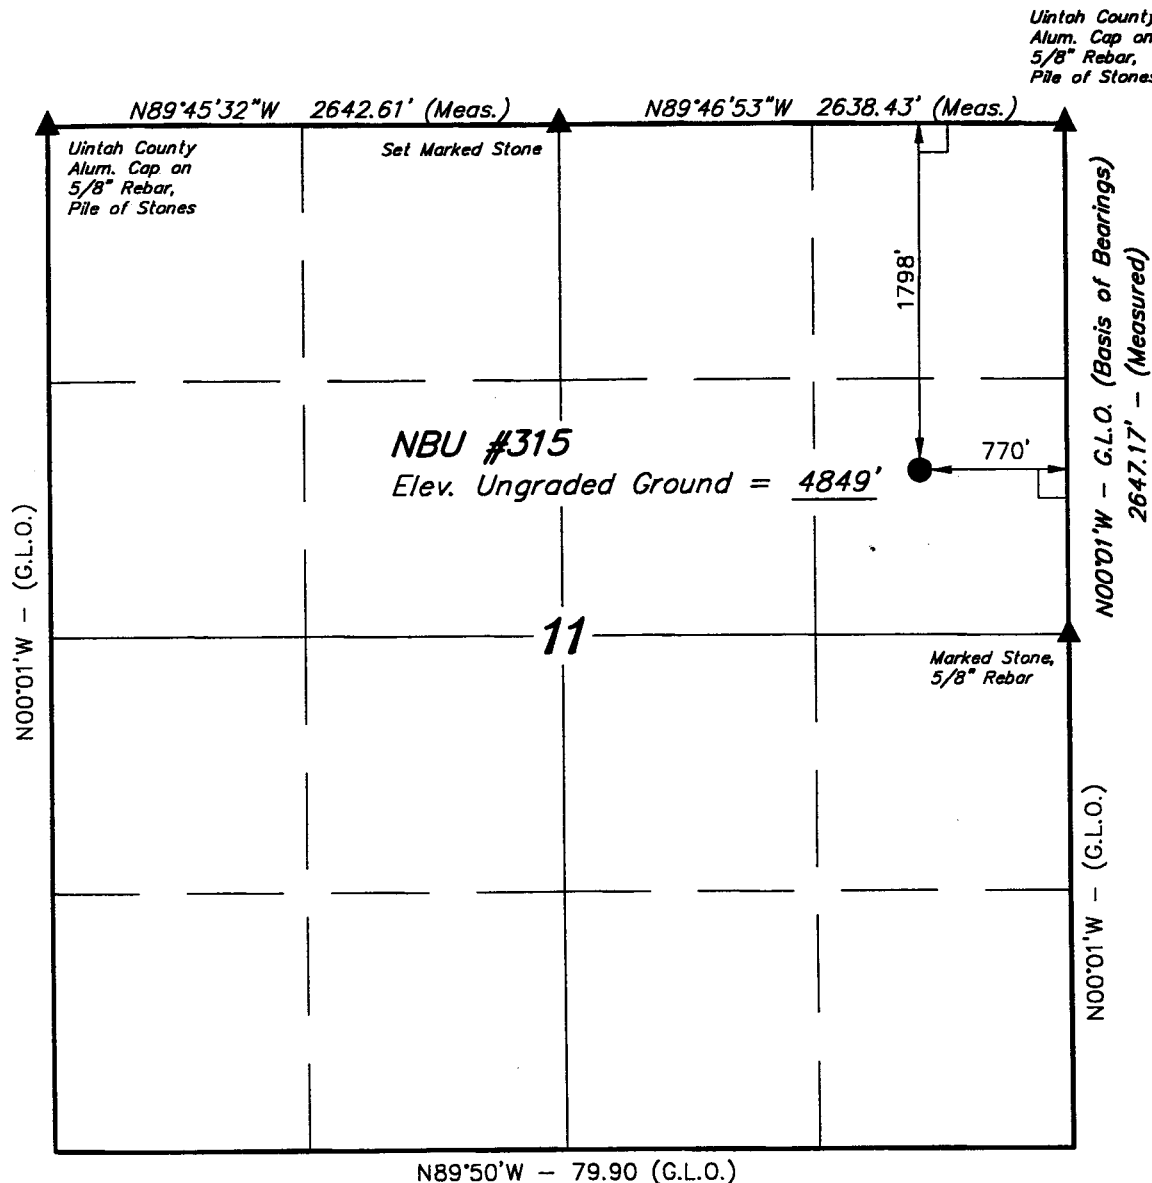 Uintah County
Alum. Cap on
5/8" Rebar,
Pile of Stones
N89°45'32"W 2642.61' (Meas.)
N89°46'53"W 2638.43' (Meas.)
Uintah County
Alum. Cap on
5/8" Rebar,
Pile of Stones
Set Marked Stone
1798'
N00°01'W - G.L.O. (Basis of Bearings)
2647.17' - (Measured)
NBU #315
Elev. Ungraded Ground = 4849'
770'
N00°01'W - (G.L.O.)
11
Marked Stone,
5/8" Rebar
N00°01'W - (G.L.O.)
N89°50'W - 79.90 (G.L.O.)